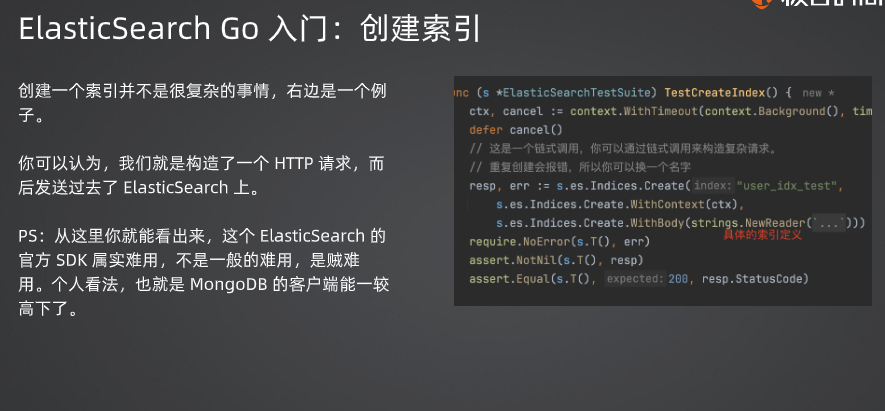 ElasticSearch Go 入门：创建索引
创建一个索引并不是很复杂的事情，右边是一个例
子。
你可以认为，我们就是构造了一个 HTTP 请求，而
后发送过去了 ElasticSearch 上。
PS：从这里你就能看出来，这个 ElasticSearch 的
官方 SDK 属实难用，不是一般的难用，是贼难
用。个人看法，也就是 MongoDB 的客户端能一较
高下了。
nc (s *ElasticSearchTestSuite) TestCreateIndex() { new *
ctx, cancel := context.WithTimeout(context.Background(), tim
defer cancel()
// 这是一个链式调用，你可以通过链式调用来构造复杂请求。
// 重复创建会报错，所以你可以换一个名字
resp, err := s.es.Indices.Create( index: "user_idx_test",
s.es.Indices.Create.WithContext(ctx),
s.es.Indices.Create.WithBody(strings.NewReader(`...`)))
具体的索引定义
require.NoError(s.T(), err)
assert.NotNil(s.T(), resp)
assert.Equal(s.T(), expected: 200, resp.StatusCode)